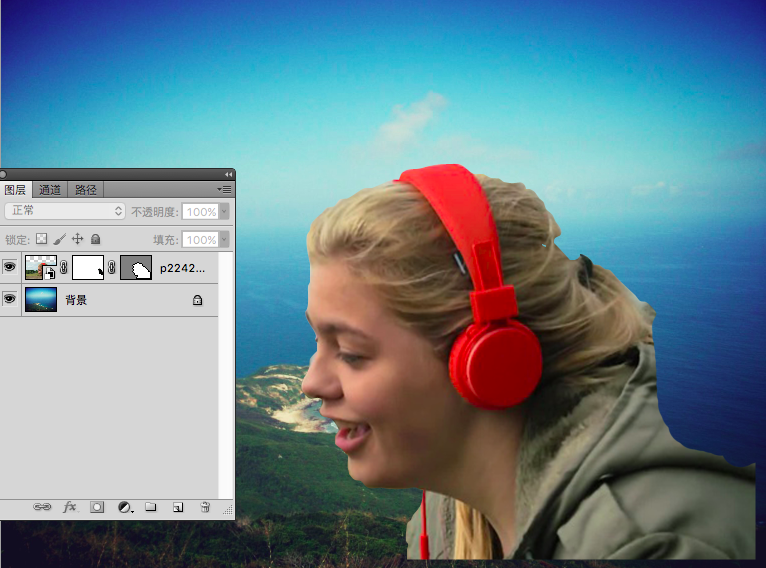 图层 通道 路径
正常 不透明度: 100%
锁定: 填充: 100%
p2242...
背景
fx